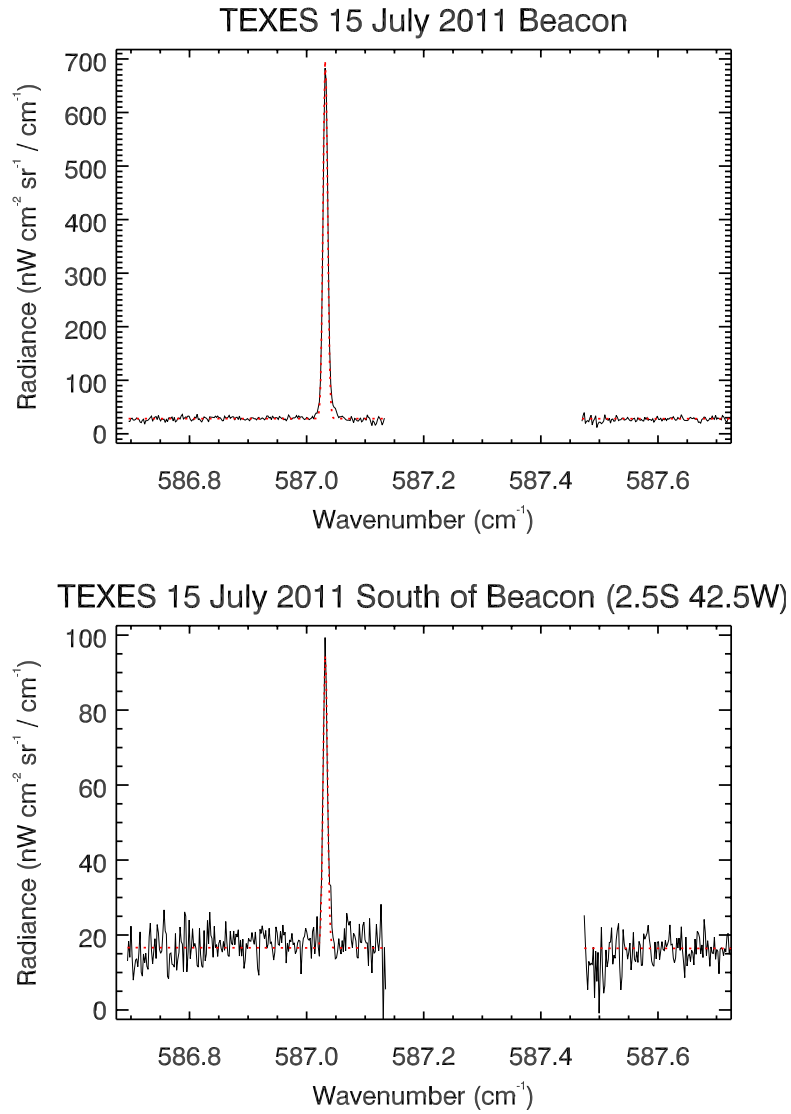 TEXES 15 July 2011 Beacon
Radiance (nW cm⁻² sr⁻¹ / cm⁻¹)
700
600
500
400
300
200
100
0
586.8 587.0 587.2 587.4 587.6
Wavenumber (cm⁻¹)
TEXES 15 July 2011 South of Beacon (2.5S 42.5W)
Radiance (nW cm⁻² sr⁻¹ / cm⁻¹)
100
80
60
40
20
0
586.8 587.0 587.2 587.4 587.6
Wavenumber (cm⁻¹)